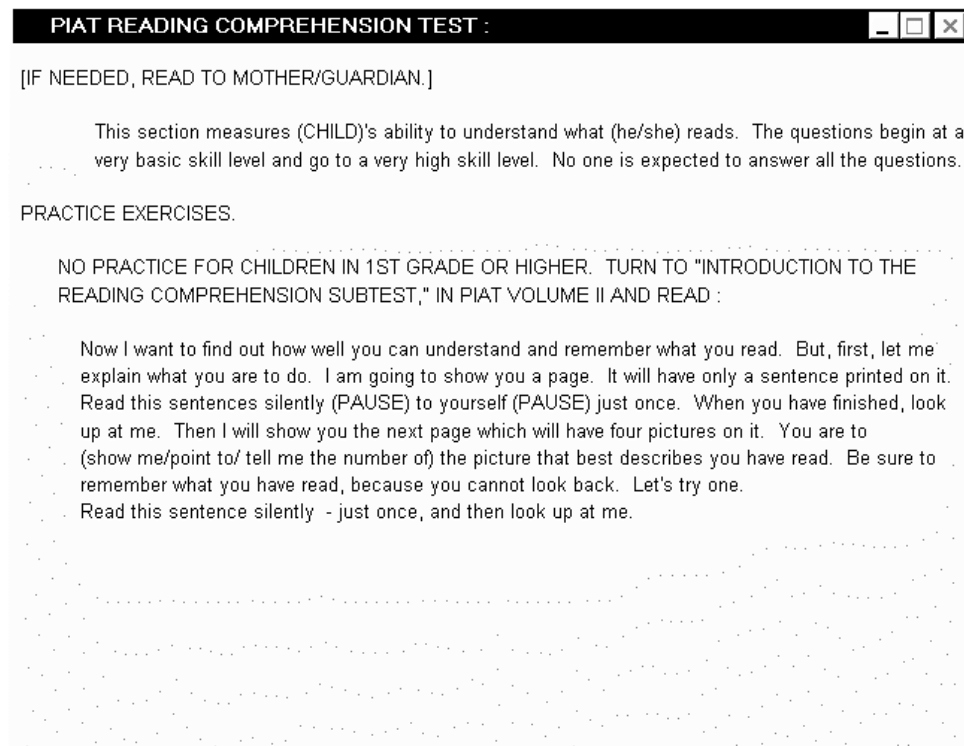 PIAT READING COMPREHENSION TEST :
[IF NEEDED, READ TO MOTHER/GUARDIAN.]
This section measures (CHILD)'s ability to understand what (he/she) reads.  The questions begin at a
very basic skill level and go to a very high skill level.  No one is expected to answer all the questions.
PRACTICE EXERCISES.
NO PRACTICE FOR CHILDREN IN 1ST GRADE OR HIGHER.  TURN TO "INTRODUCTION TO THE
READING COMPREHENSION SUBTEST," IN PIAT VOLUME II AND READ :
Now I want to find out how well you can understand and remember what you read.  But, first, let me
explain what you are to do.  I am going to show you a page.  It will have only a sentence printed on it.
Read this sentences silently (PAUSE) to yourself (PAUSE) just once.  When you have finished, look
up at me.  Then I will show you the next page which will have four pictures on it.  You are to
(show me/point to/ tell me the number of) the picture that best describes you have read.  Be sure to
remember what you have read, because you cannot look back.  Let's try one.
Read this sentence silently  - just once, and then look up at me.